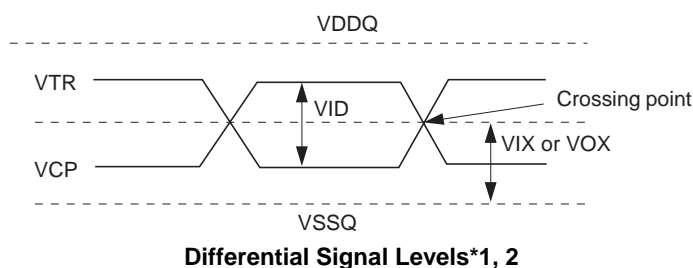 VDDQ
VTR
Crossing point
VID
VIX or VOX
VCP
VSSQ
Differential Signal Levels*1, 2